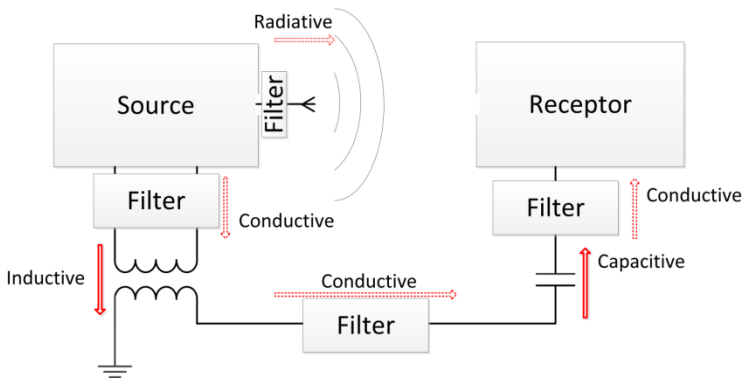 Radiative
Source
Filter
Receptor
Filter
Conductive
Filter
Conductive
Inductive
Capacitive
Conductive
Filter